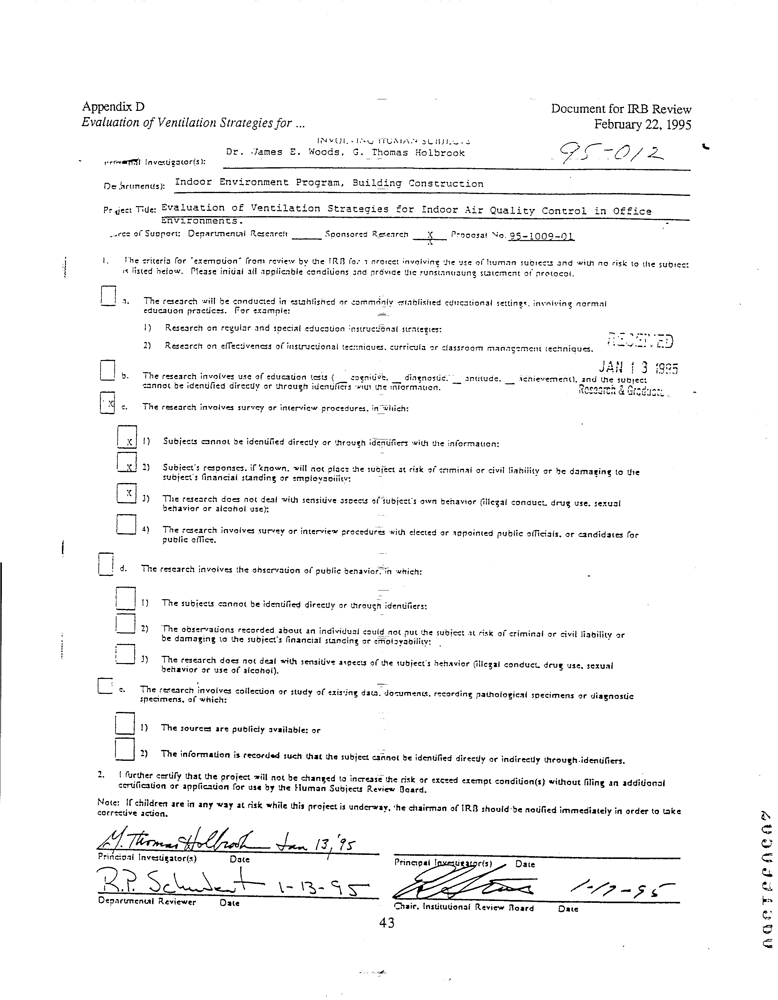 Appendix D
Document for IRB Review
Evaluation of Ventilation Strategies for ...
February 22, 1995
INVOLVING HUMAN SUBJECTS
95-012
Dr. James E. Woods, G. Thomas Holbrook
Investigator(s):
Indoor Environment Program, Building Construction
Project Title: Evaluation of Ventilation Strategies for Indoor Air Quality Control in Office
Environments.
of Support: Departmental Research Sponsored Research X Proposal No. 95-1009-01
1. The criteria for "exemption" from review by the IRB for a project involving the use of human subjects and with no risk to the subject
is listed below. Please initial all applicable conditions and provide the substantiating statement of protocol.
a. The research will be conducted in established or commonly established educational settings, involving normal
education practices. For example:
1) Research on regular and special education instructional strategies;
2) Research on effectiveness of instructional techniques, curricula or classroom management techniques.
RECEIVED
JAN 13 1995
Research & Graduate
b. The research involves use of education tests ( __ cognitive, __ diagnostic, __ aptitude, __ achievement), and the subject
cannot be identified directly or through identifiers with the information.
X c. The research involves survey or interview procedures, in which:
X 1) Subjects cannot be identified directly or through identifiers with the information;
X 2) Subject's responses, if known, will not place the subject at risk of criminal or civil liability or be damaging to the
subject's financial standing or employability;
X 3) The research does not deal with sensitive aspects of subject's own behavior (illegal conduct, drug use, sexual
behavior or alcohol use);
4) The research involves survey or interview procedures with elected or appointed public officials, or candidates for
public office.
d. The research involves the observation of public behavior, in which:
1) The subjects cannot be identified directly or through identifiers;
2) The observations recorded about an individual could not put the subject at risk of criminal or civil liability or
be damaging to the subject's financial standing or employability;
3) The research does not deal with sensitive aspects of the subject's behavior (illegal conduct, drug use, sexual
behavior or use of alcohol).
e. The research involves collection or study of existing data, documents, recording pathological specimens or diagnostic
specimens, of which:
1) The sources are publicly available; or
2) The information is recorded such that the subject cannot be identified directly or indirectly through identifiers.
2. I further certify that the project will not be changed to increase the risk or exceed exempt condition(s) without filing an additional
certification or application for use by the Human Subjects Review Board.
Note: If children are in any way at risk while this project is underway, the chairman of IRB should be notified immediately in order to take
corrective action.
G. Thomas Holbrook Jan 13, '95
Principal Investigator(s) Date
Principal Investigator(s) Date
1-13-95
1-17-95
Departmental Reviewer Date
Chair, Institutional Review Board Date
43